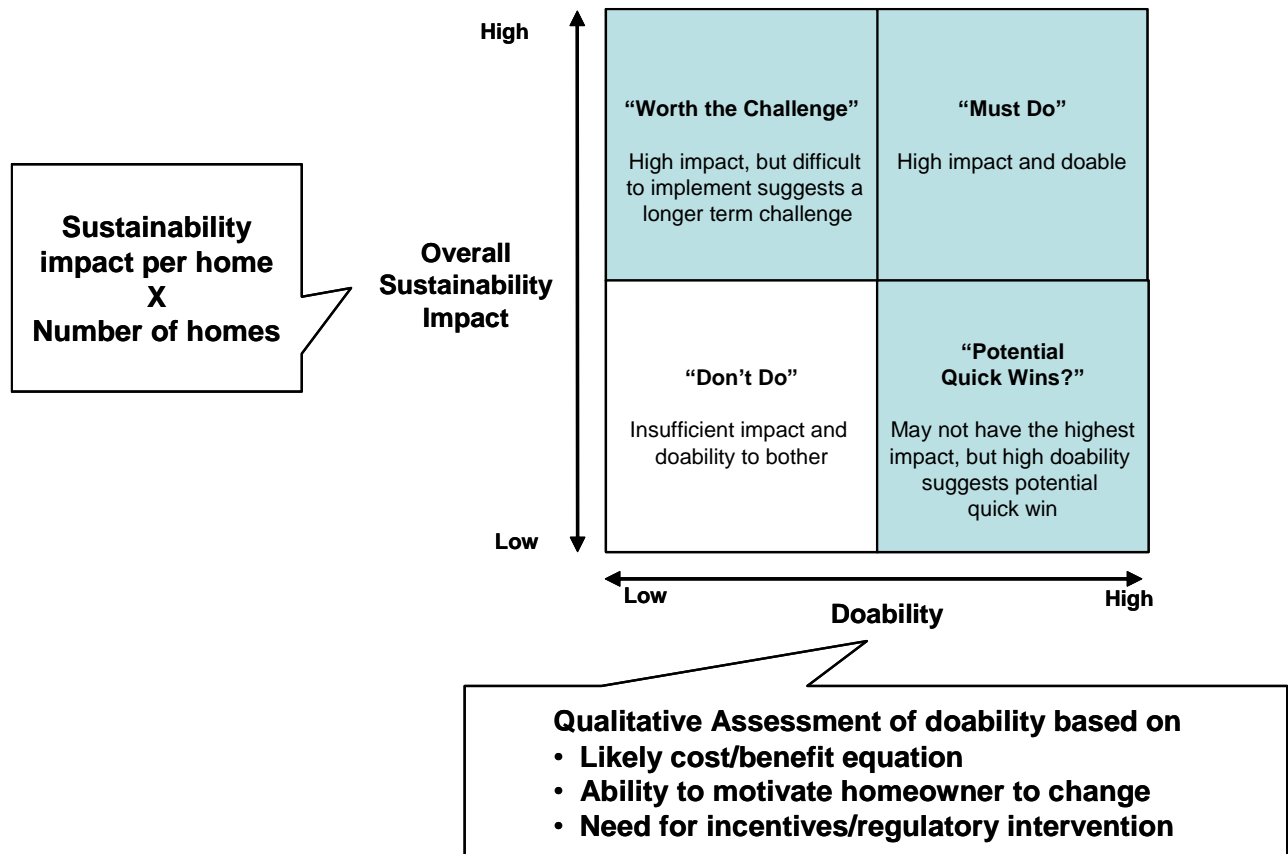 High
“Worth the Challenge”
High impact, but difficult
to implement suggests a
longer term challenge
“Must Do”
High impact and doable
Sustainability
impact per home
X
Number of homes
Overall
Sustainability
Impact
“Don’t Do”
Insufficient impact and
doability to bother
“Potential
Quick Wins?”
May not have the highest
impact, but high doability
suggests potential
quick win
Low
Low
High
Doability
Qualitative Assessment of doability based on
• Likely cost/benefit equation
• Ability to motivate homeowner to change
• Need for incentives/regulatory intervention